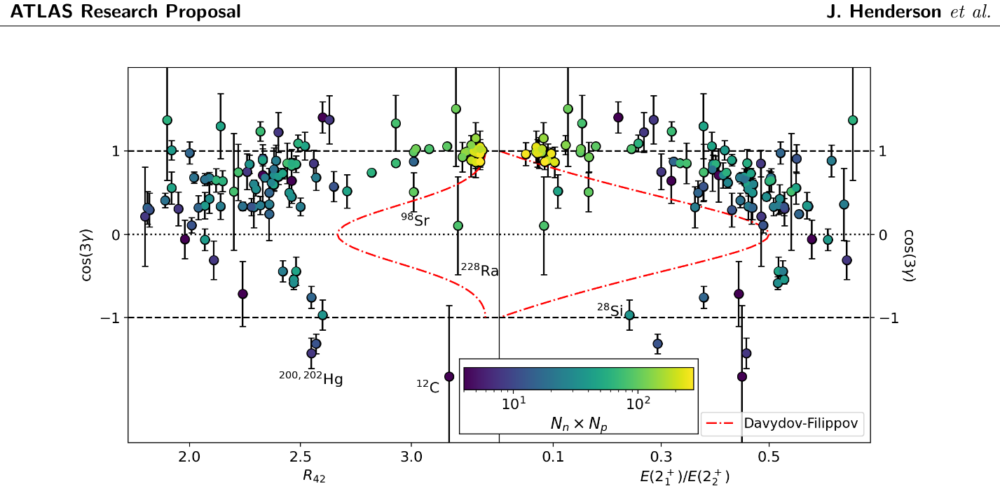 ATLAS Research Proposal J. Henderson et al.
1
0
−1
cos(3γ)
⁹⁸Sr
²²⁸Ra
²⁰⁰,²⁰²Hg
¹²C
²⁸Si
1
0
−1
cos(3γ)
10¹ 10²
Nₙ × Nₚ
Davydov-Filippov
2.0 2.5 3.0 0.1 0.3 0.5
R₄₂ E(2₁⁺)/E(2₂⁺)